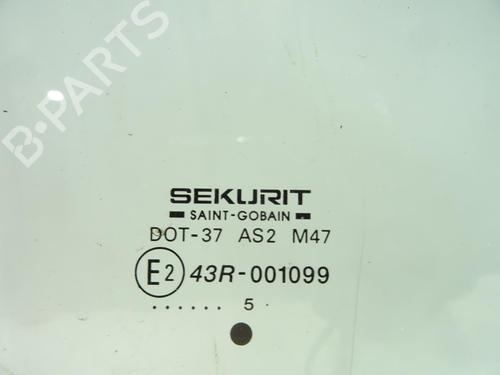 B-PARTS
SEKURIT
SAINT-GOBAIN
DOT-37 AS2 M47
E2 43R-001099
...... 5 .